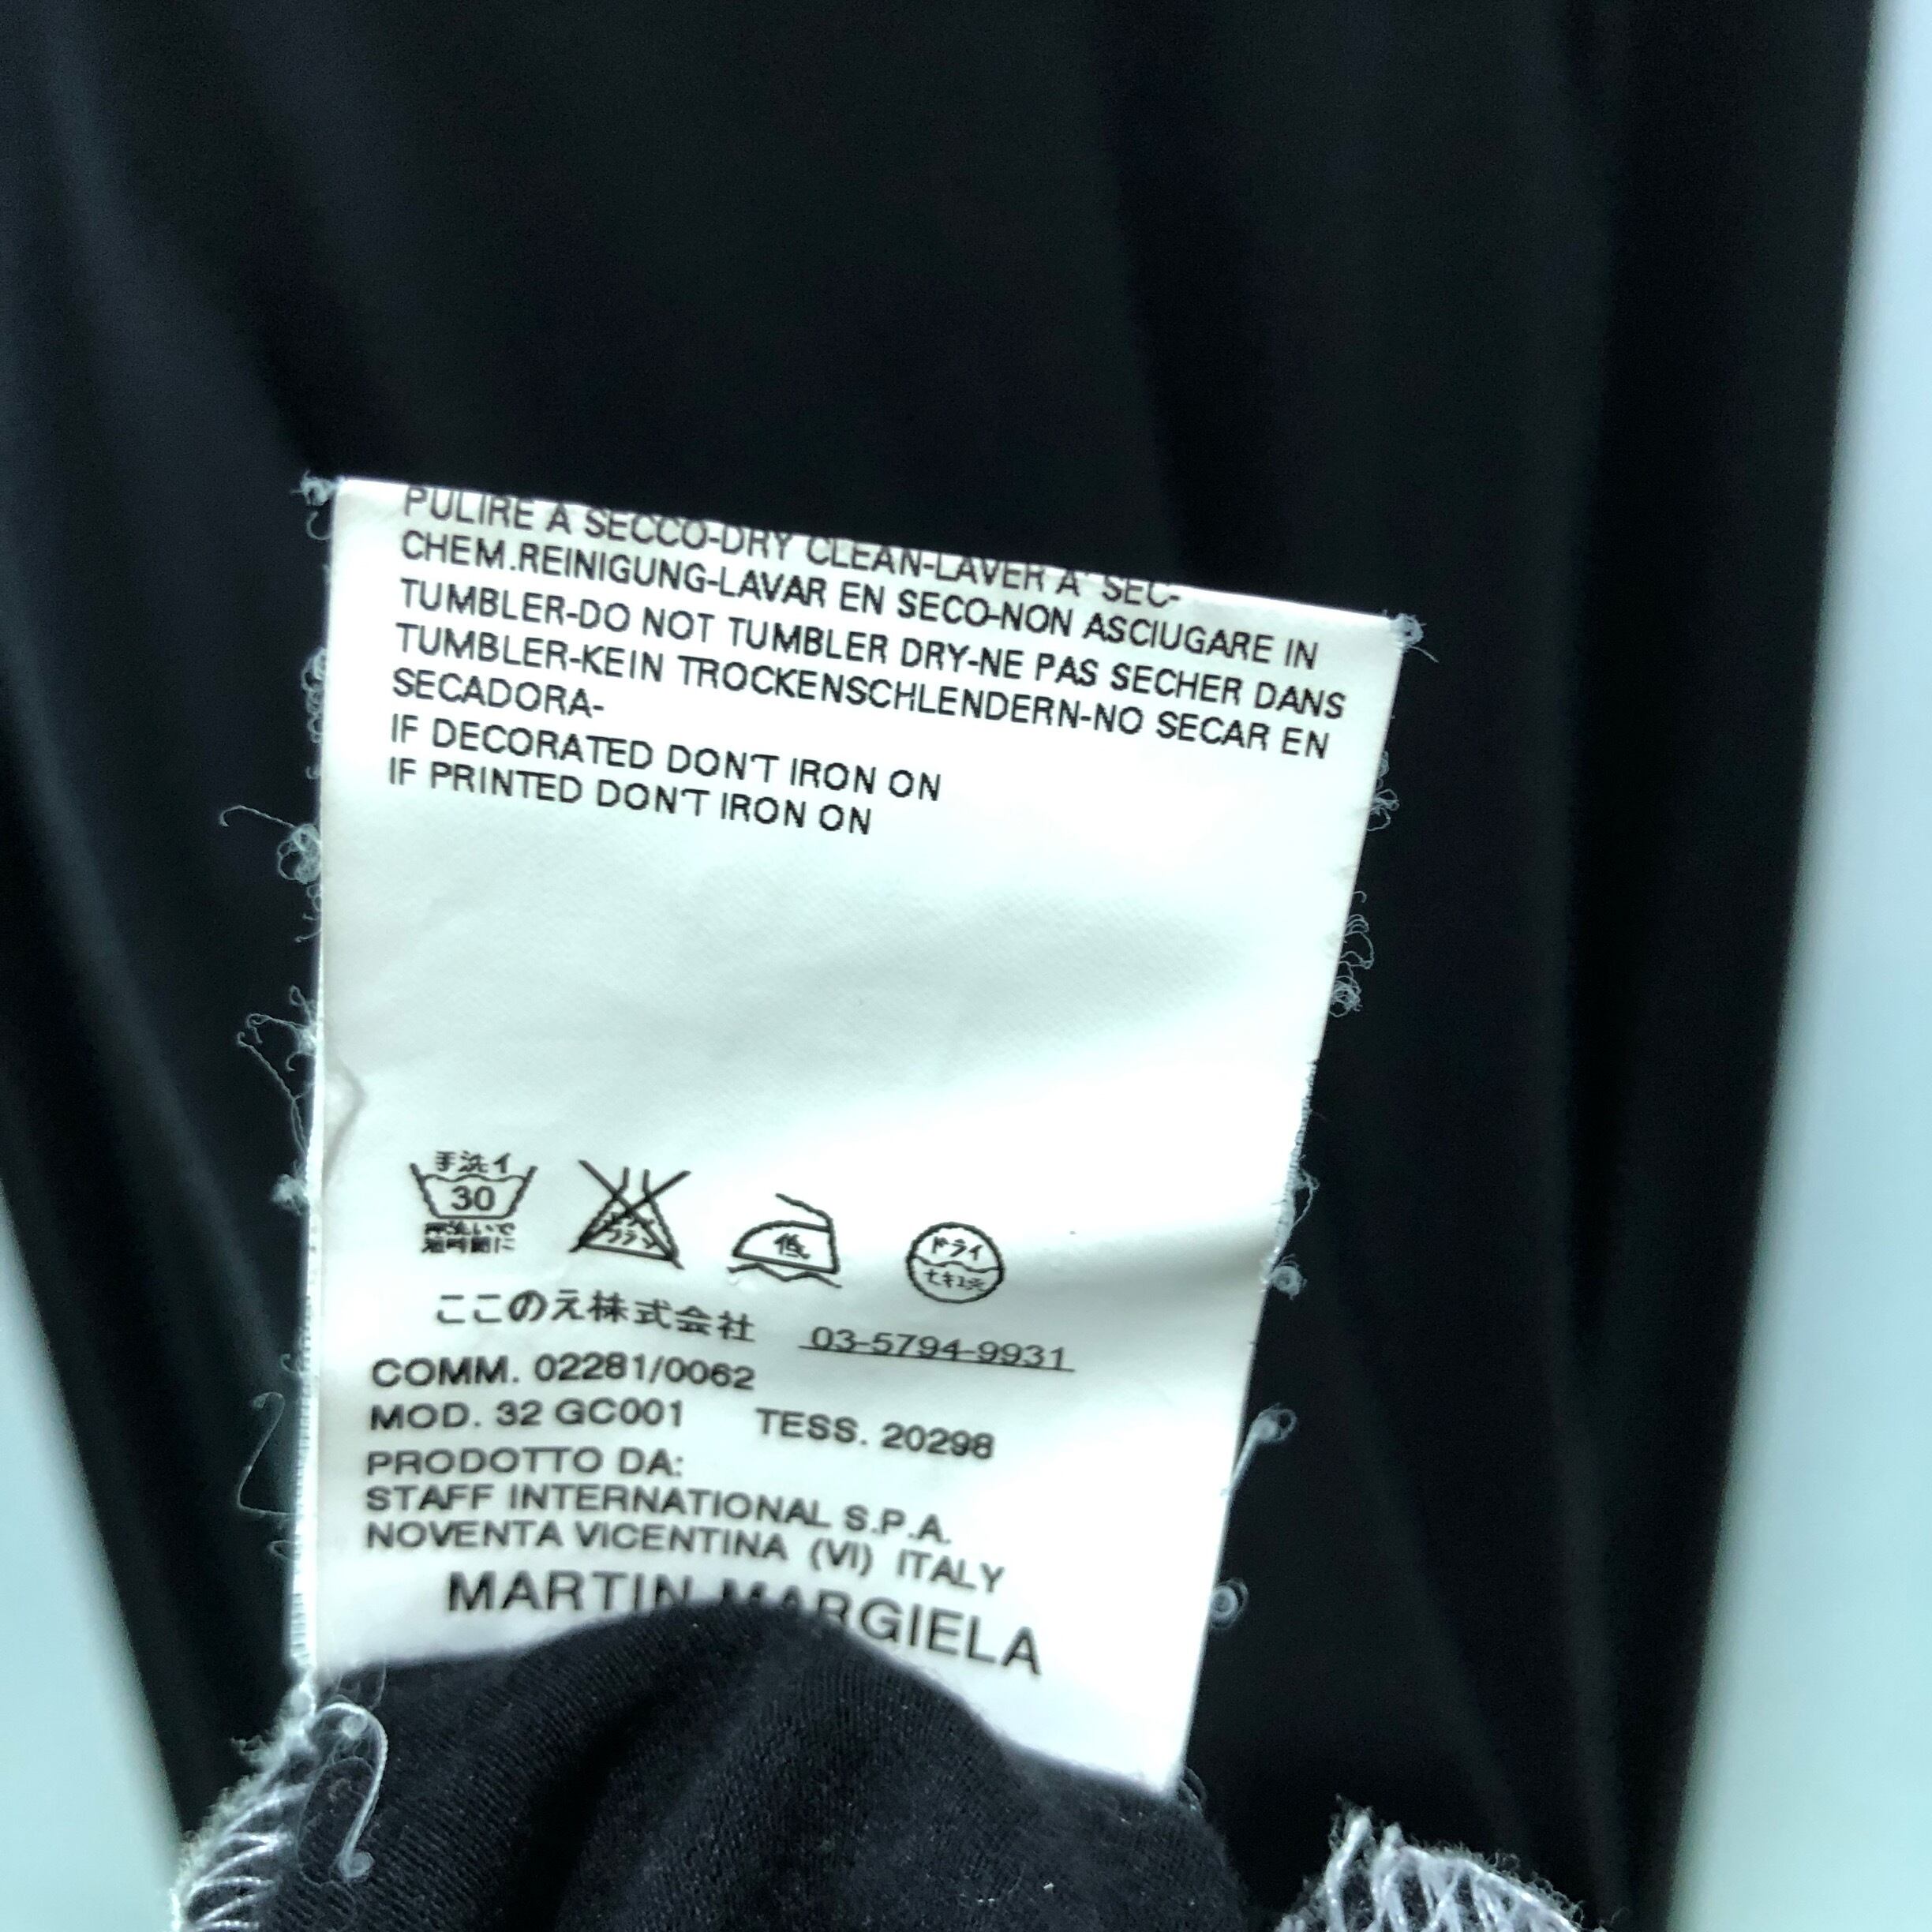 PULIRE A SECCO-DRY CLEAN-LAVER A' SEC-
CHEM.REINIGUNG-LAVAR EN SECO-NON ASCIUGARE IN
TUMBLER-DO NOT TUMBLER DRY-NE PAS SECHER DANS
TUMBLER-KEIN TROCKENSCHLENDERN-NO SECAR EN
SECADORA-
IF DECORATED DON'T IRON ON
IF PRINTED DON'T IRON ON
手洗イ
30
低
ドライ
セキユ系
ここのえ株式会社 03-5794-9931
COMM. 02281/0062
MOD. 32 GC001 TESS. 20298
PRODOTTO DA:
STAFF INTERNATIONAL S.P.A.
NOVENTA VICENTINA (VI) ITALY
MARTIN MARGIELA